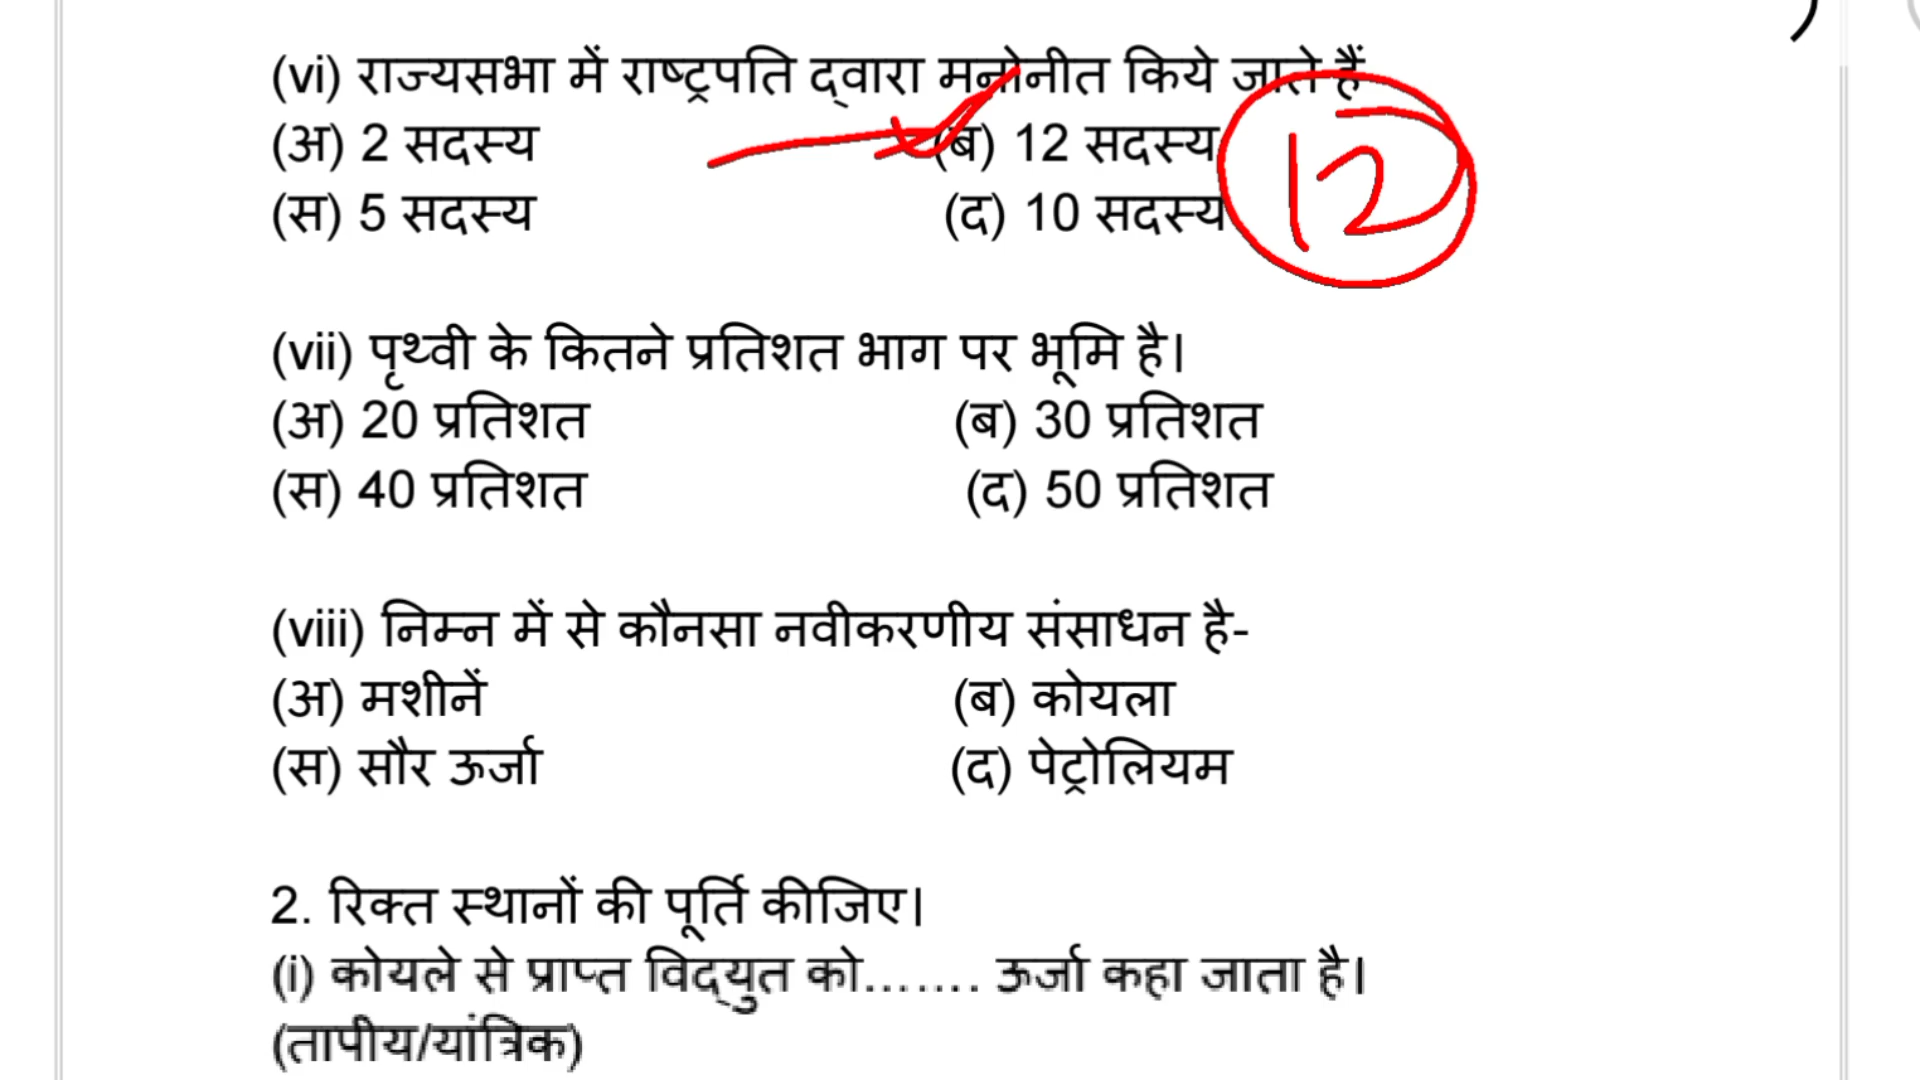 (vi) राज्यसभा में राष्ट्रपति द्वारा मनोनीत किये जाते हैं
(अ) 2 सदस्य (ब) 12 सदस्य 12
(स) 5 सदस्य (द) 10 सदस्य
(vii) पृथ्वी के कितने प्रतिशत भाग पर भूमि है।
(अ) 20 प्रतिशत (ब) 30 प्रतिशत
(स) 40 प्रतिशत (द) 50 प्रतिशत
(viii) निम्न में से कौनसा नवीकरणीय संसाधन है-
(अ) मशीनें (ब) कोयला
(स) सौर ऊर्जा (द) पेट्रोलियम
2. रिक्त स्थानों की पूर्ति कीजिए।
(i) कोयले से प्राप्त विद्युत को....... ऊर्जा कहा जाता है।
(तापीय/यांत्रिक)